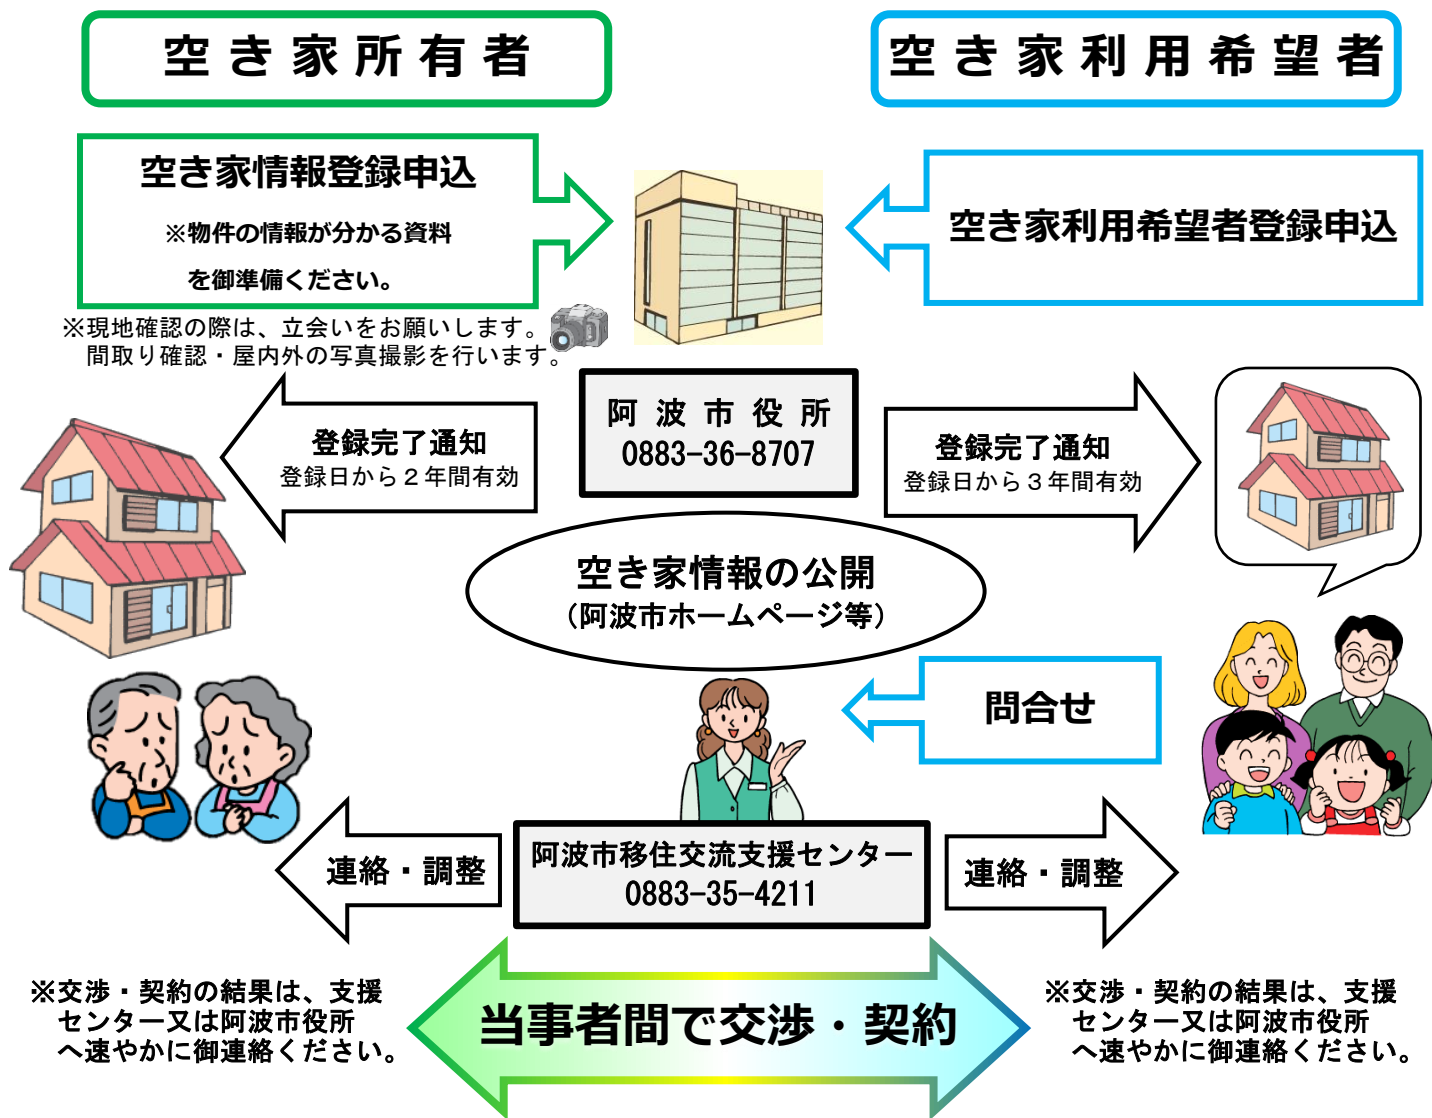 空き家所有者
空き家利用希望者
空き家情報登録申込
※物件の情報が分かる資料
を御準備ください。
空き家利用希望者登録申込
※現地確認の際は、立会いをお願いします。
間取り確認・屋内外の写真撮影を行います。
阿波市役所
0883-36-8707
登録完了通知
登録日から２年間有効
登録完了通知
登録日から３年間有効
空き家情報の公開
（阿波市ホームページ等）
問合せ
阿波市移住交流支援センター
0883-35-4211
連絡・調整
連絡・調整
※交渉・契約の結果は、支援
センター又は阿波市役所
へ速やかに御連絡ください。
当事者間で交渉・契約
※交渉・契約の結果は、支援
センター又は阿波市役所
へ速やかに御連絡ください。